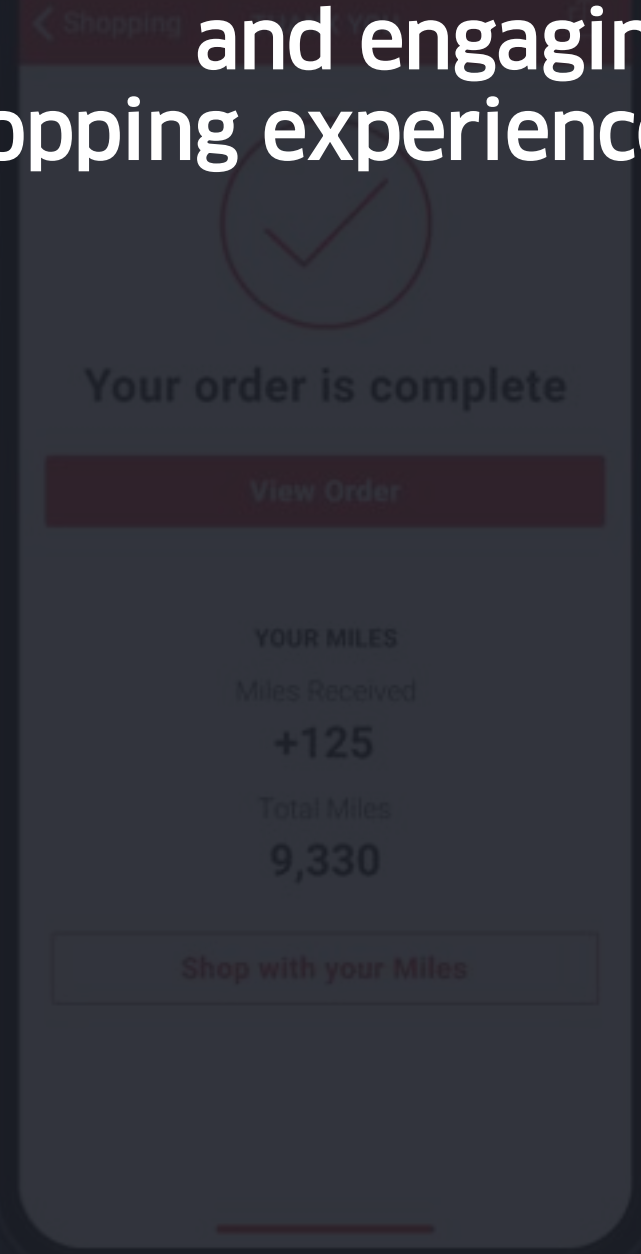 Shopping
and engagin
opping experienc
Your order is complete
View Order
YOUR MILES
Miles Received
+125
Total Miles
9,330
Shop with your Miles